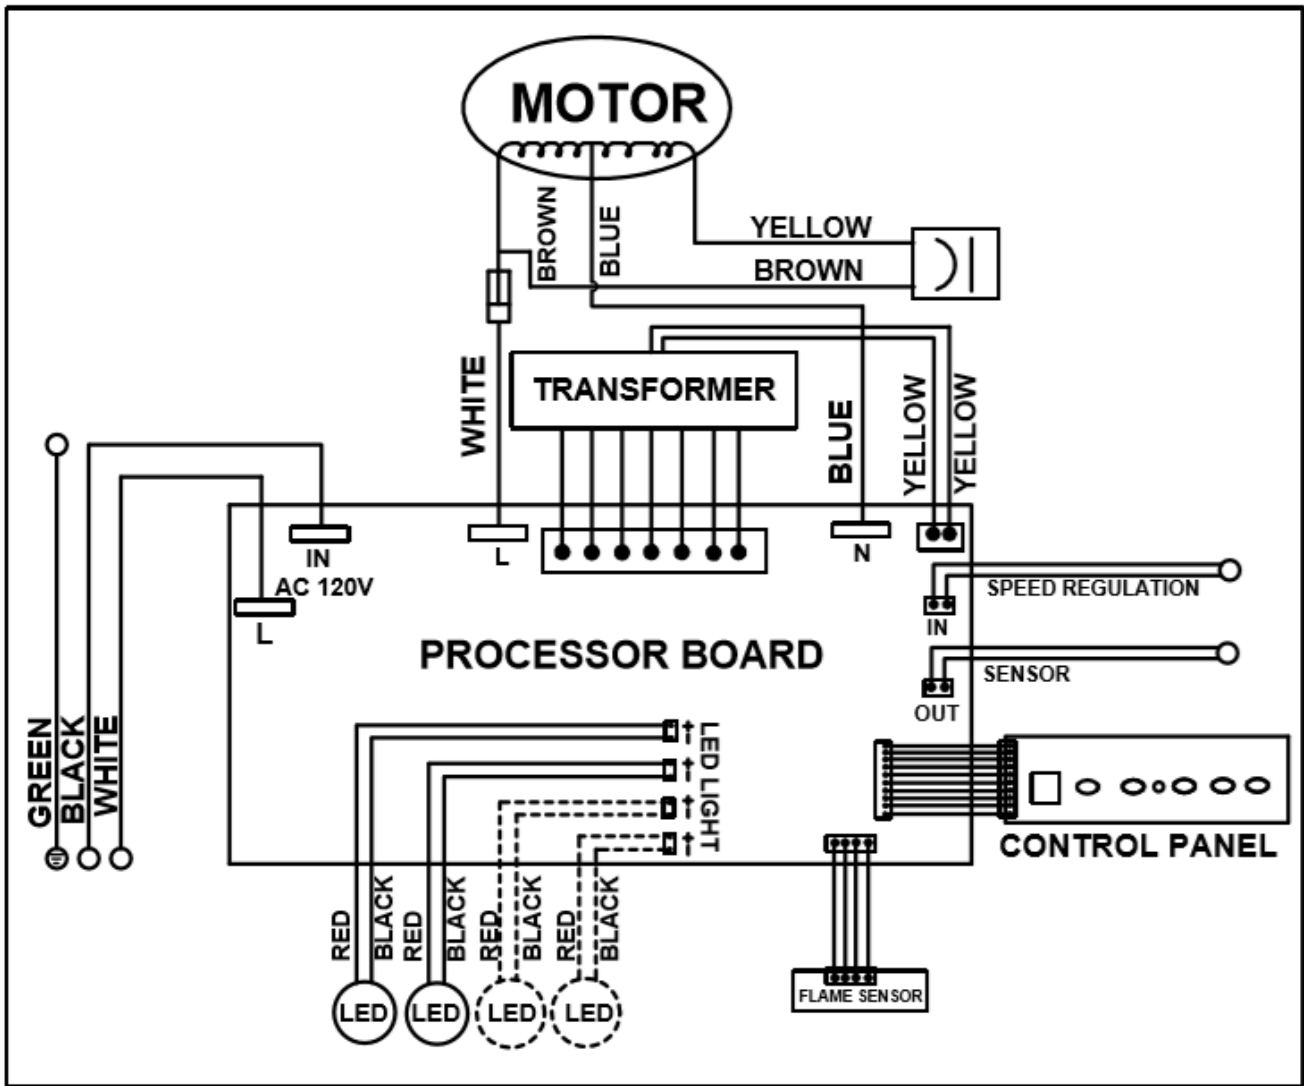 MOTOR
BROWN
BLUE
YELLOW
BROWN
WHITE
TRANSFORMER
BLUE
YELLOW
YELLOW
IN
AC 120V
L
L
N
SPEED REGULATION
IN
PROCESSOR BOARD
SENSOR
OUT
GREEN
BLACK
WHITE
LED LIGHT
+
-
+
-
+
-
+
-
CONTROL PANEL
RED
BLACK
RED
BLACK
RED
BLACK
RED
BLACK
LED
LED
LED
LED
FLAME SENSOR